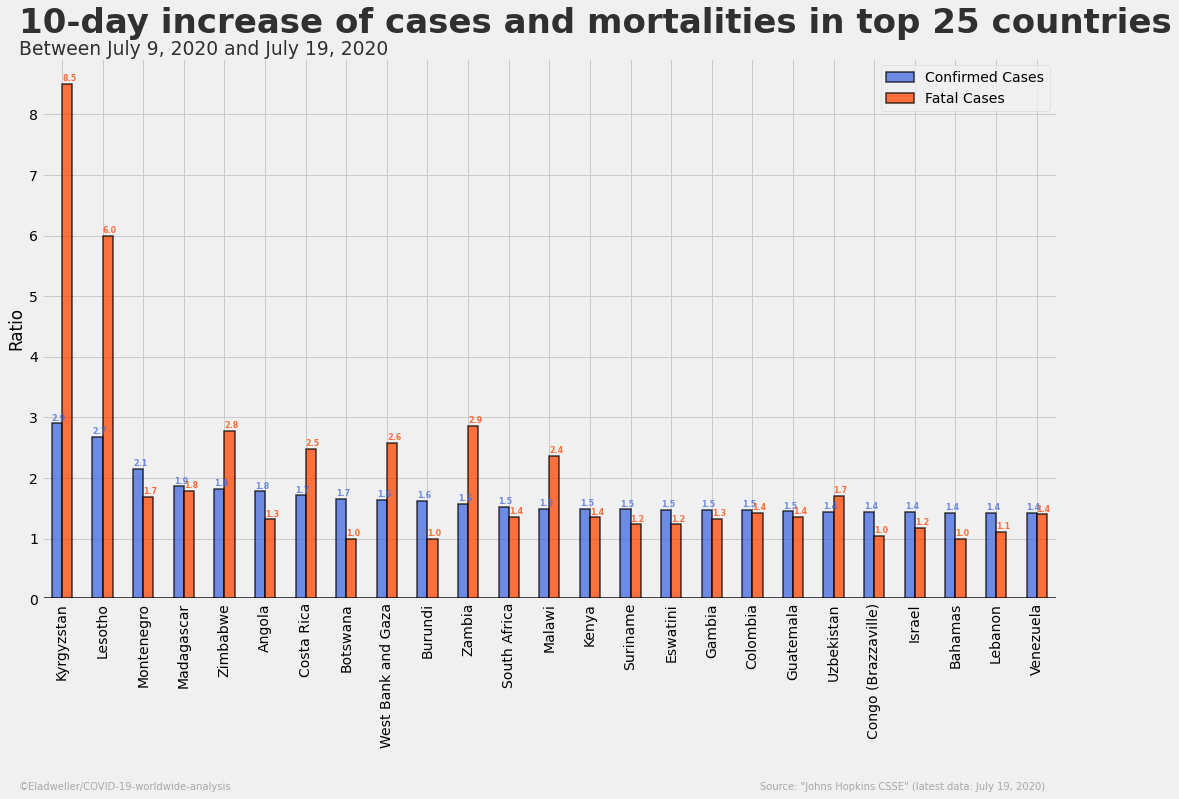 10-day increase of cases and mortalities in top 25 countries
Between July 9, 2020 and July 19, 2020
Confirmed Cases
Fatal Cases
Ratio
8
7
6
5
4
3
2
1
0
8.5
6.0
2.1
1.7
1.9
1.8
2.8
1.8
1.3
2.5
1.7
1.0
2.6
1.6
1.0
2.9
1.5
1.4
2.4
1.5
1.4
1.5
1.2
1.5
1.2
1.5
1.3
1.5
1.4
1.5
1.4
1.7
1.4
1.0
1.4
1.2
1.4
1.0
1.4
1.1
1.4
1.4
Kyrgyzstan
Lesotho
Montenegro
Madagascar
Zimbabwe
Angola
Costa Rica
Botswana
West Bank and Gaza
Burundi
Zambia
South Africa
Malawi
Kenya
Suriname
Eswatini
Gambia
Colombia
Guatemala
Uzbekistan
Congo (Brazzaville)
Israel
Bahamas
Lebanon
Venezuela
©Eladweller/COVID-19-worldwide-analysis
Source: "Johns Hopkins CSSE" (latest data: July 19, 2020)